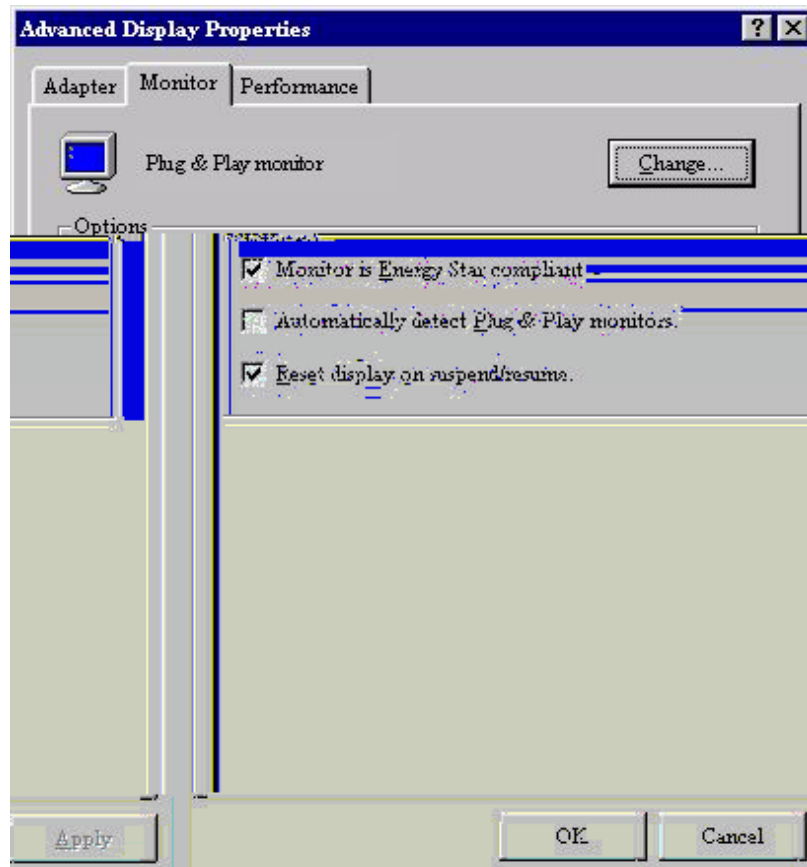 Advanced Display Properties
Adapter Monitor Performance
Plug & Play monitor Change...
Options
Monitor is Energy Star compliant
Automatically detect Plug & Play monitors.
Reset display on suspend/resume.
Apply OK Cancel